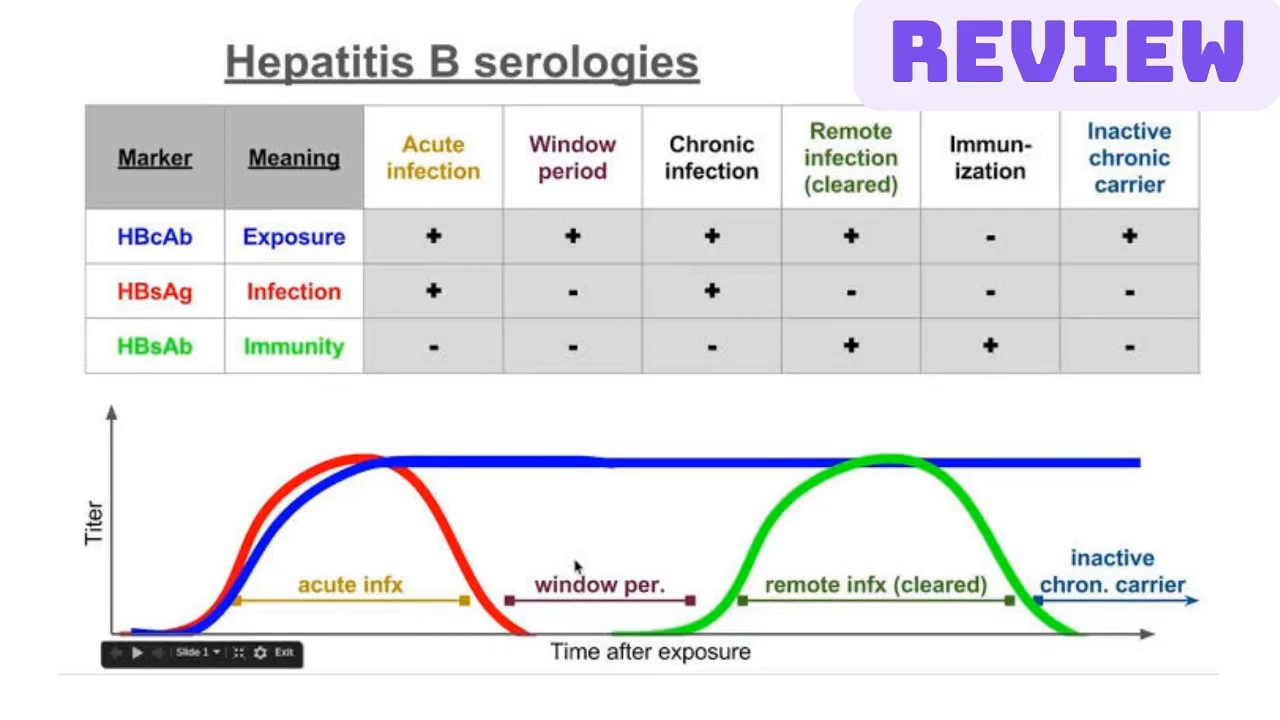 REVIEW
Hepatitis B serologies
Marker
Meaning
Acute
infection
Window
period
Chronic
infection
Remote
infection
(cleared)
Immun-
ization
Inactive
chronic
carrier
HBcAb Exposure + + + + - +
HBsAg Infection + - + - - -
HBsAb Immunity - - - + + -
Titer
acute infx
window per.
remote infx (cleared)
inactive
chron. carrier
Time after exposure
Slide 1 Exit